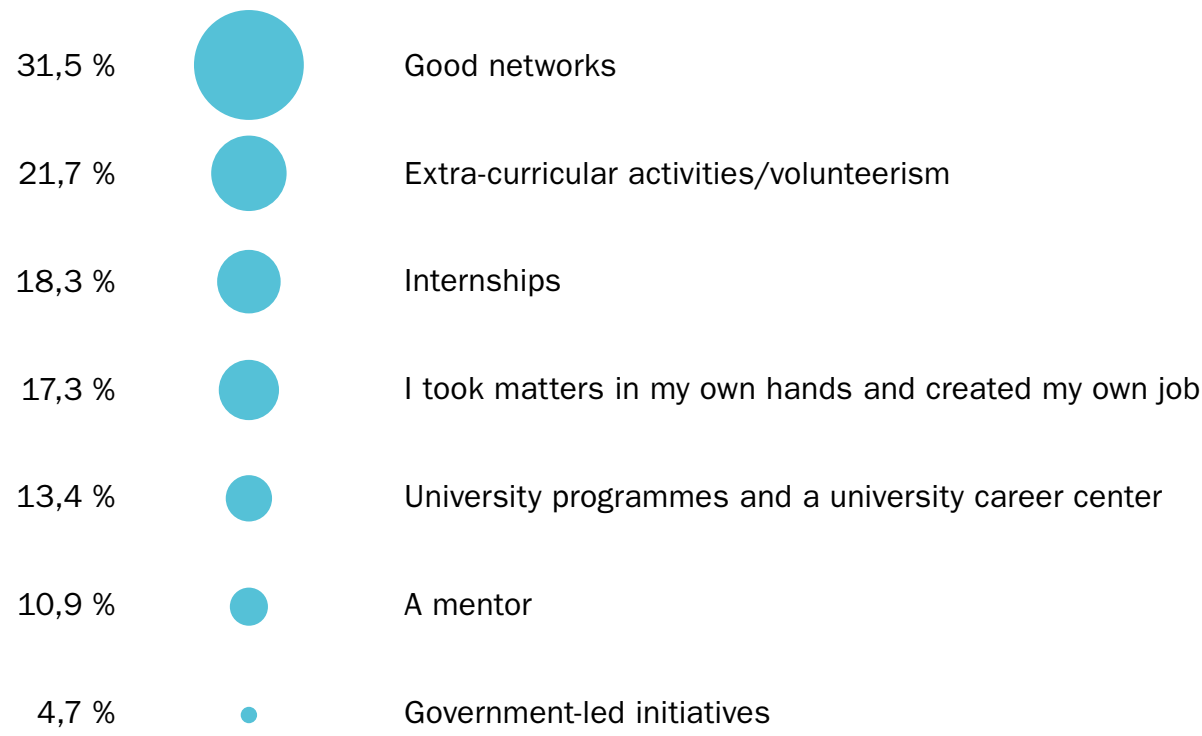 31,5 % Good networks
21,7 % Extra-curricular activities/volunteerism
18,3 % Internships
17,3 % I took matters in my own hands and created my own job
13,4 % University programmes and a university career center
10,9 % A mentor
4,7 % Government-led initiatives